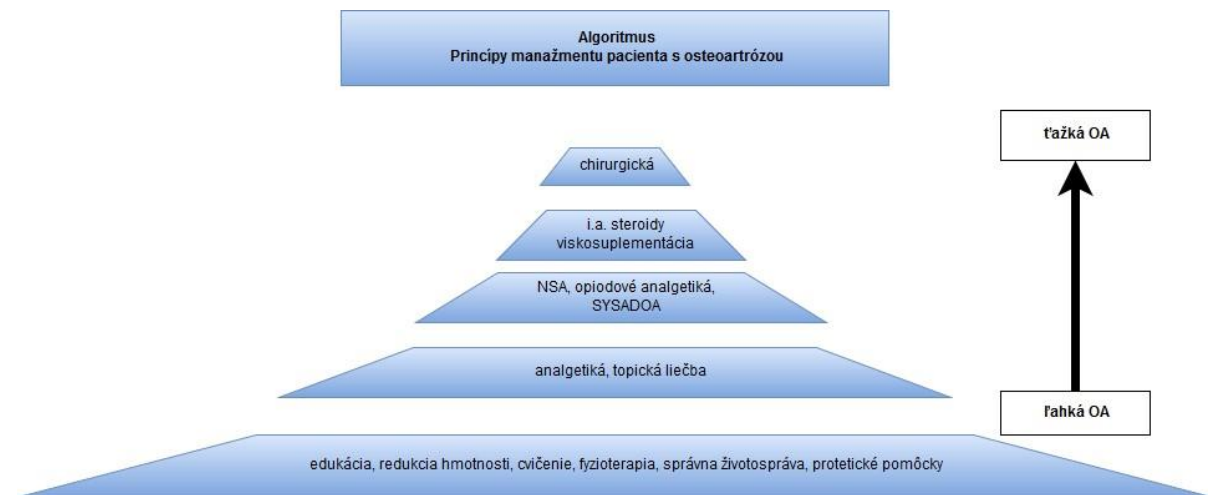 Algoritmus
Princípy manažmentu pacienta s osteoartrózou
ťažká OA
chirurgická
i.a. steroidy
viskosuplementácia
NSA, opiodové analgetiká,
SYSADOA
analgetiká, topická liečba
ľahká OA
edukácia, redukcia hmotnosti, cvičenie, fyzioterapia, správna životospráva, protetické pomôcky